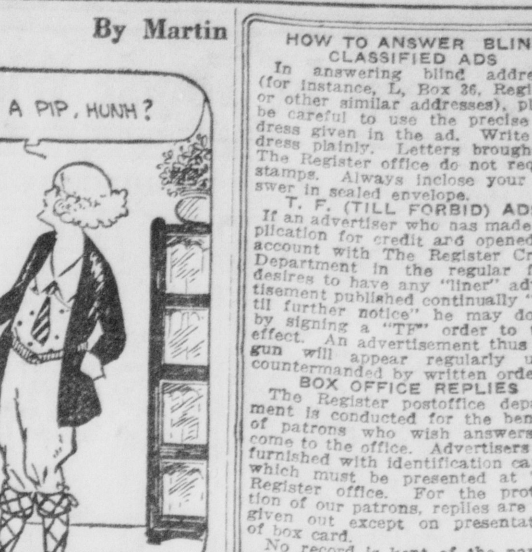 By Martin
A PIP, HUNH?
HOW TO ANSWER BLIN
CLASSIFIED ADS
In answering blind addre
(for instance, L, Box 36, Regi
or other similar addresses), pl
be careful to use the precise
dress given in the ad. Write
dress plainly. Letters brough
The Register office do not req
stamps. Always inclose your
swer in sealed envelope.
T. F. (TILL FORBID) AD
If an advertiser who has made
plication for credit and opened
account with The Register Cr
Department in the regular
desires to have any "liner" ad
tisement published continually
til further notice" he may do
by signing a "TF" order to
effect. An advertisement thus
gun will appear regularly u
countermanded by written orde
BOX OFFICE REPLIES
The Register postoffice depa
ment is conducted for the ben
of patrons who wish answers
come to the office. Advertisers
furnished with identification ca
which must be presented at
Register office. For the pro
tion of our patrons, replies are
given out except on presentat
of box card.
No record is kept of the